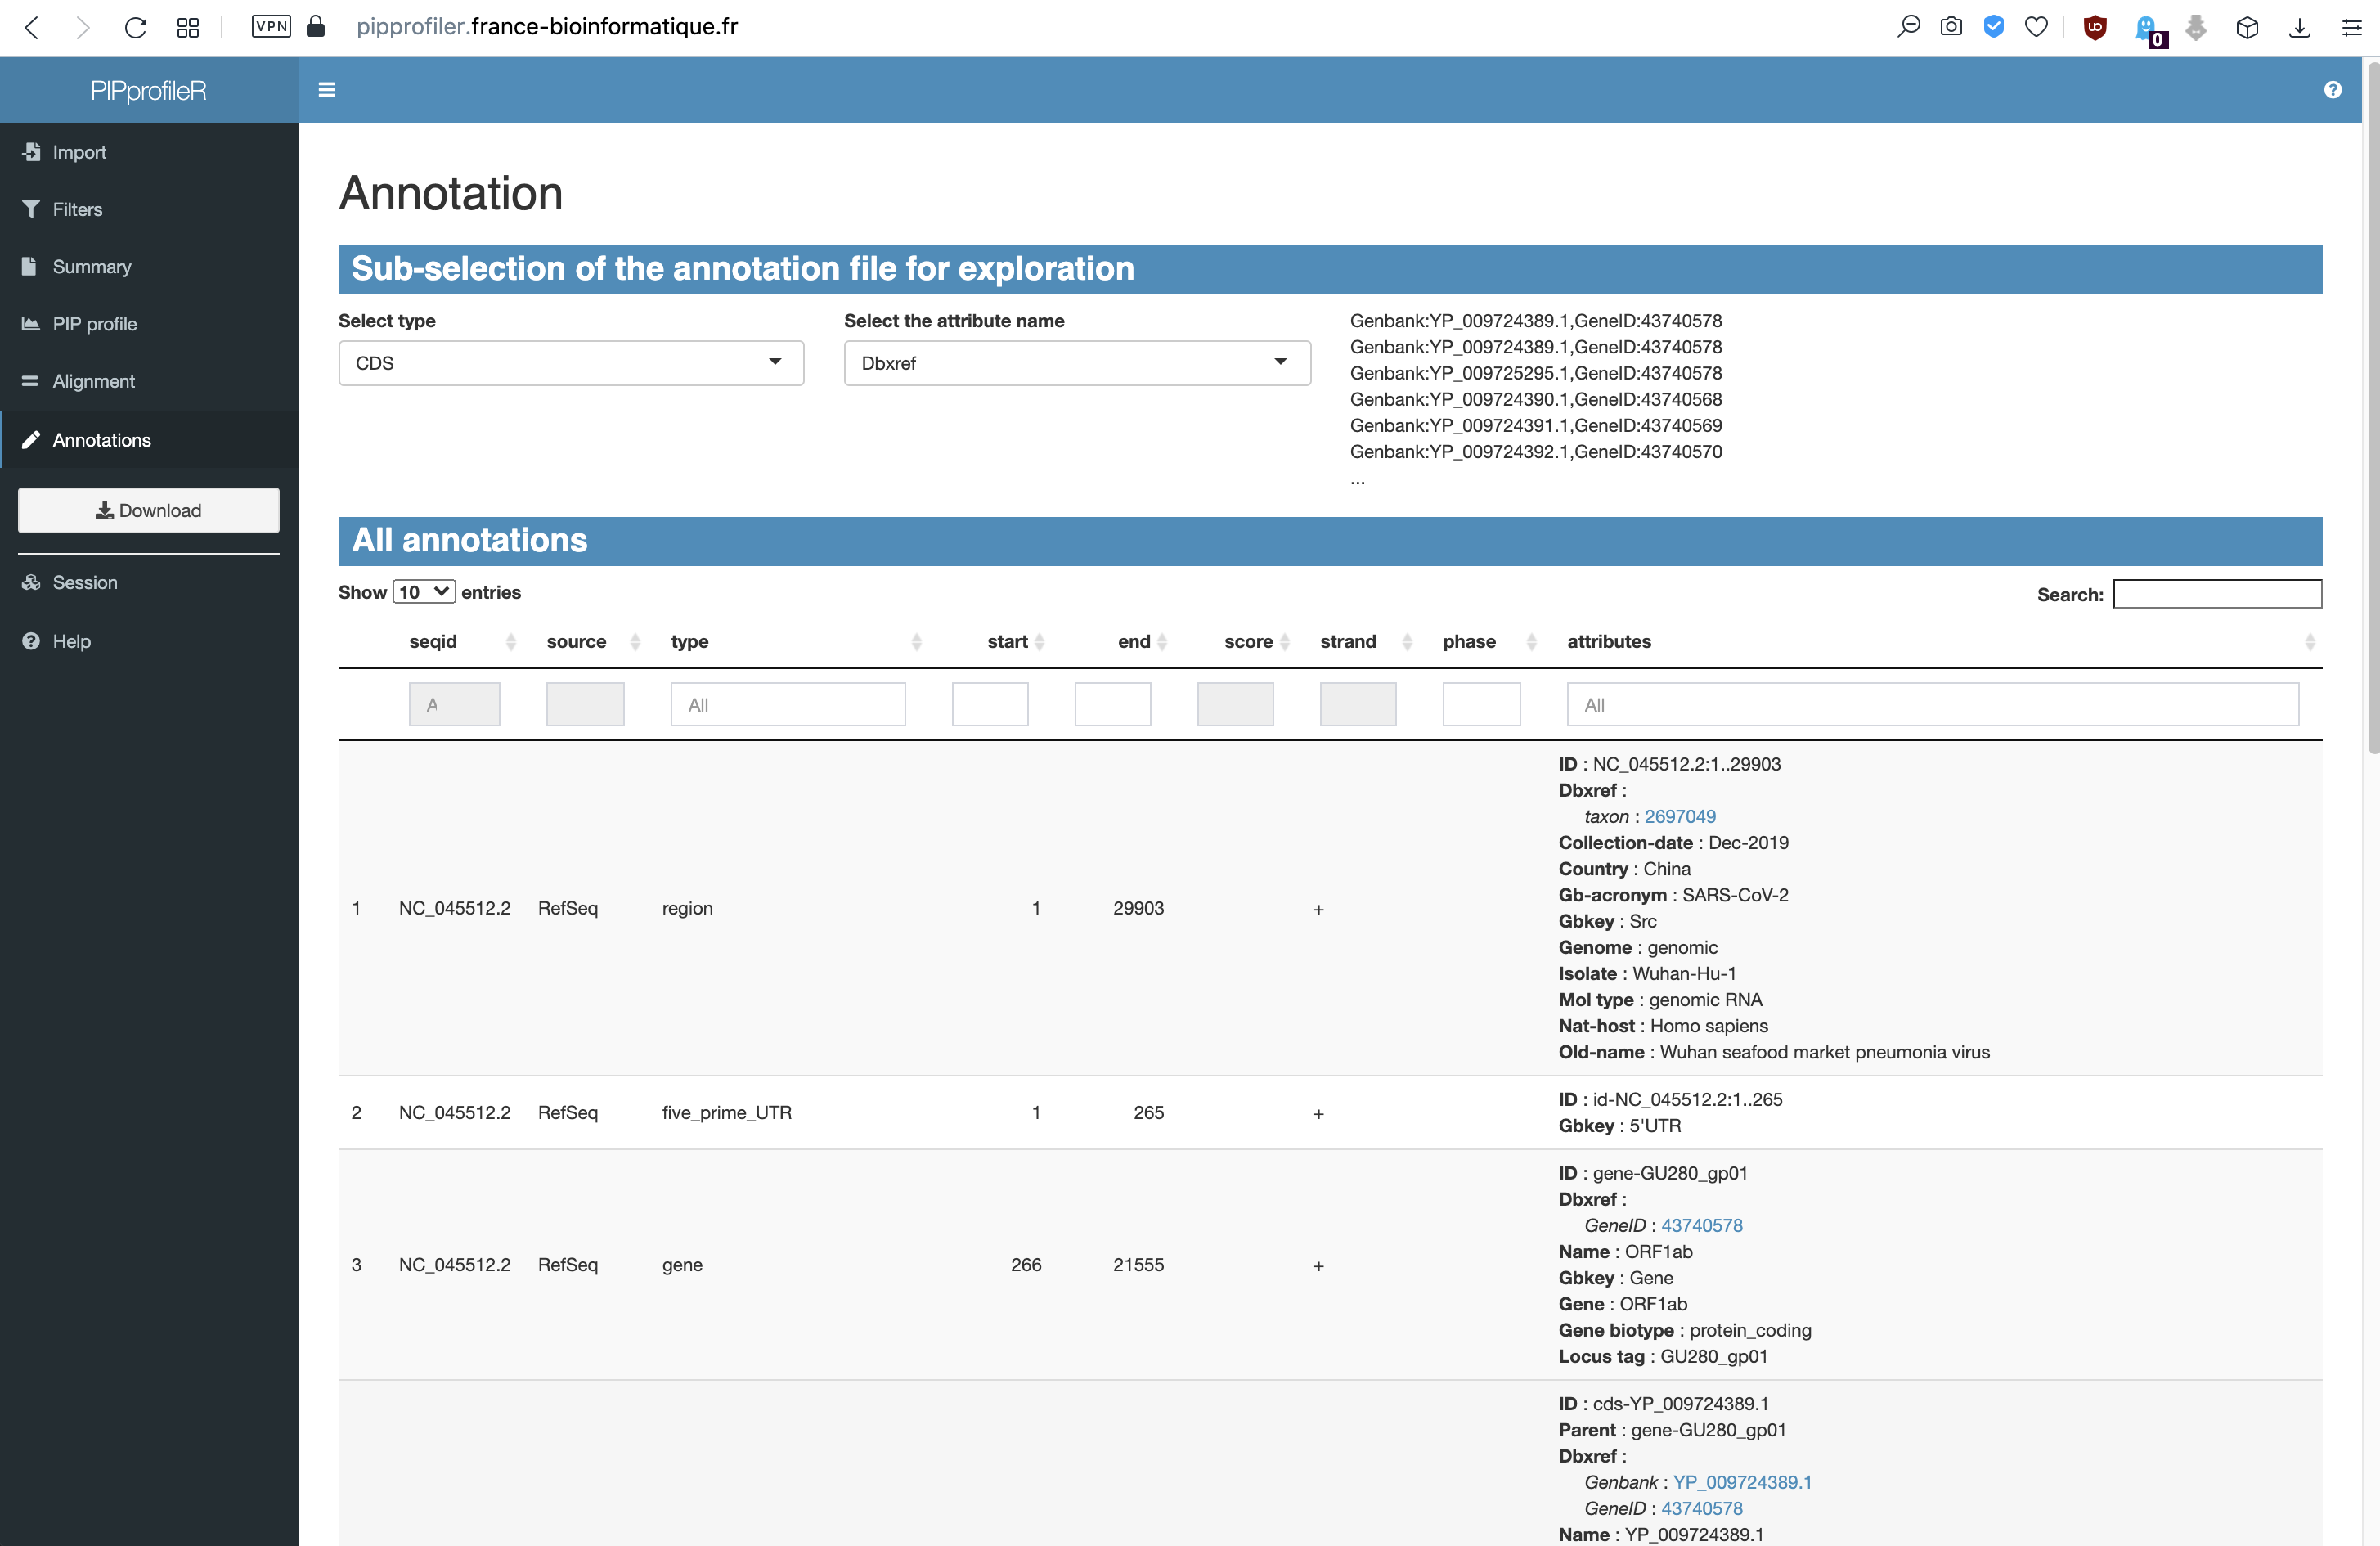 VPN pipprofiler.france-bioinformatique.fr 0
PIPprofileR
Import
Filters
Summary
PIP profile
Alignment
Annotations
Download
Session
Help
Annotation
Sub-selection of the annotation file for exploration
Select type
CDS
Select the attribute name
Dbxref
Genbank:YP_009724389.1,GeneID:43740578
Genbank:YP_009724389.1,GeneID:43740578
Genbank:YP_009725295.1,GeneID:43740578
Genbank:YP_009724390.1,GeneID:43740568
Genbank:YP_009724391.1,GeneID:43740569
Genbank:YP_009724392.1,GeneID:43740570
...
All annotations
Show 10 entries
Search:
seqid source type start end score strand phase attributes
A All All
1 NC_045512.2 RefSeq region 1 29903 +
ID : NC_045512.2:1..29903
Dbxref :
taxon : 2697049
Collection-date : Dec-2019
Country : China
Gb-acronym : SARS-CoV-2
Gbkey : Src
Genome : genomic
Isolate : Wuhan-Hu-1
Mol type : genomic RNA
Nat-host : Homo sapiens
Old-name : Wuhan seafood market pneumonia virus
2 NC_045512.2 RefSeq five_prime_UTR 1 265 +
ID : id-NC_045512.2:1..265
Gbkey : 5'UTR
3 NC_045512.2 RefSeq gene 266 21555 +
ID : gene-GU280_gp01
Dbxref :
GeneID : 43740578
Name : ORF1ab
Gbkey : Gene
Gene : ORF1ab
Gene biotype : protein_coding
Locus tag : GU280_gp01
ID : cds-YP_009724389.1
Parent : gene-GU280_gp01
Dbxref :
Genbank : YP_009724389.1
GeneID : 43740578
Name : YP_009724389.1